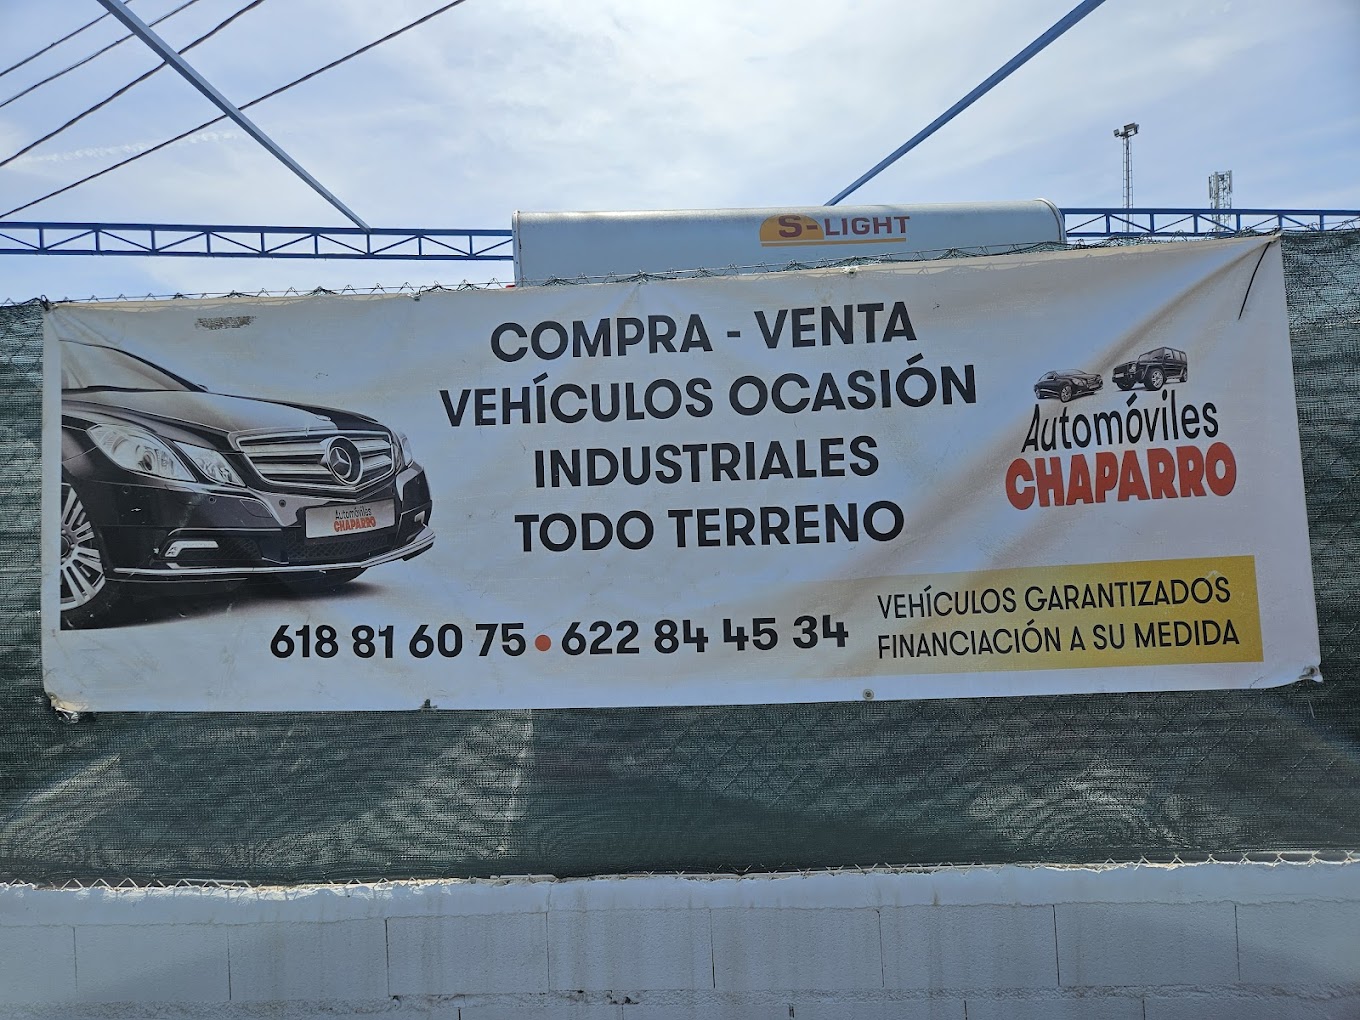 S-LIGHT
COMPRA - VENTA
VEHÍCULOS OCASIÓN
INDUSTRIALES
TODO TERRENO
Automóviles
CHAPARRO
Automóviles
CHAPARRO
618 81 60 75 • 622 84 45 34
VEHÍCULOS GARANTIZADOS
FINANCIACIÓN A SU MEDIDA